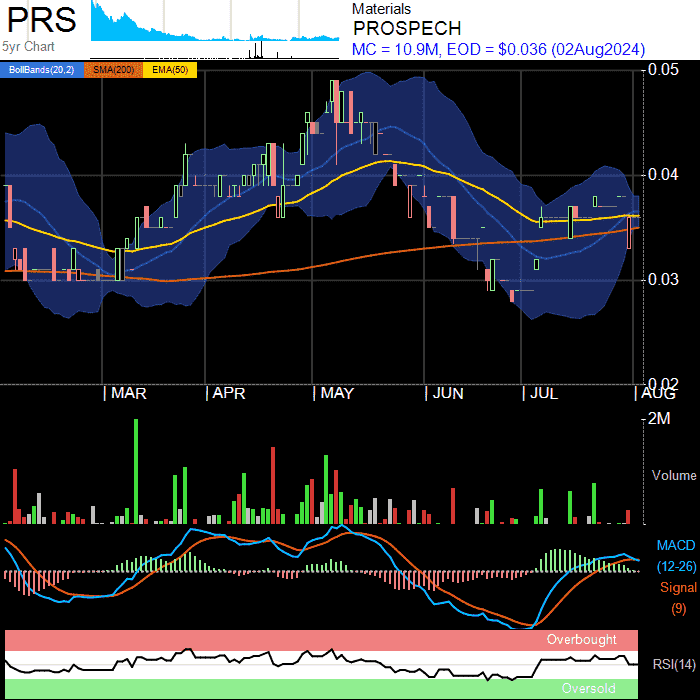 PRS
5yr Chart
Materials
PROSPECH
MC = 10.9M, EOD = $0.036 (02Aug2024)
BollBands(20,2) SMA(200) EMA(50)
0.05
0.04
0.03
0.02
MAR APR MAY JUN JUL AUG
2M
Volume
MACD
(12-26)
Signal
(9)
Overbought
RSI(14)
Oversold